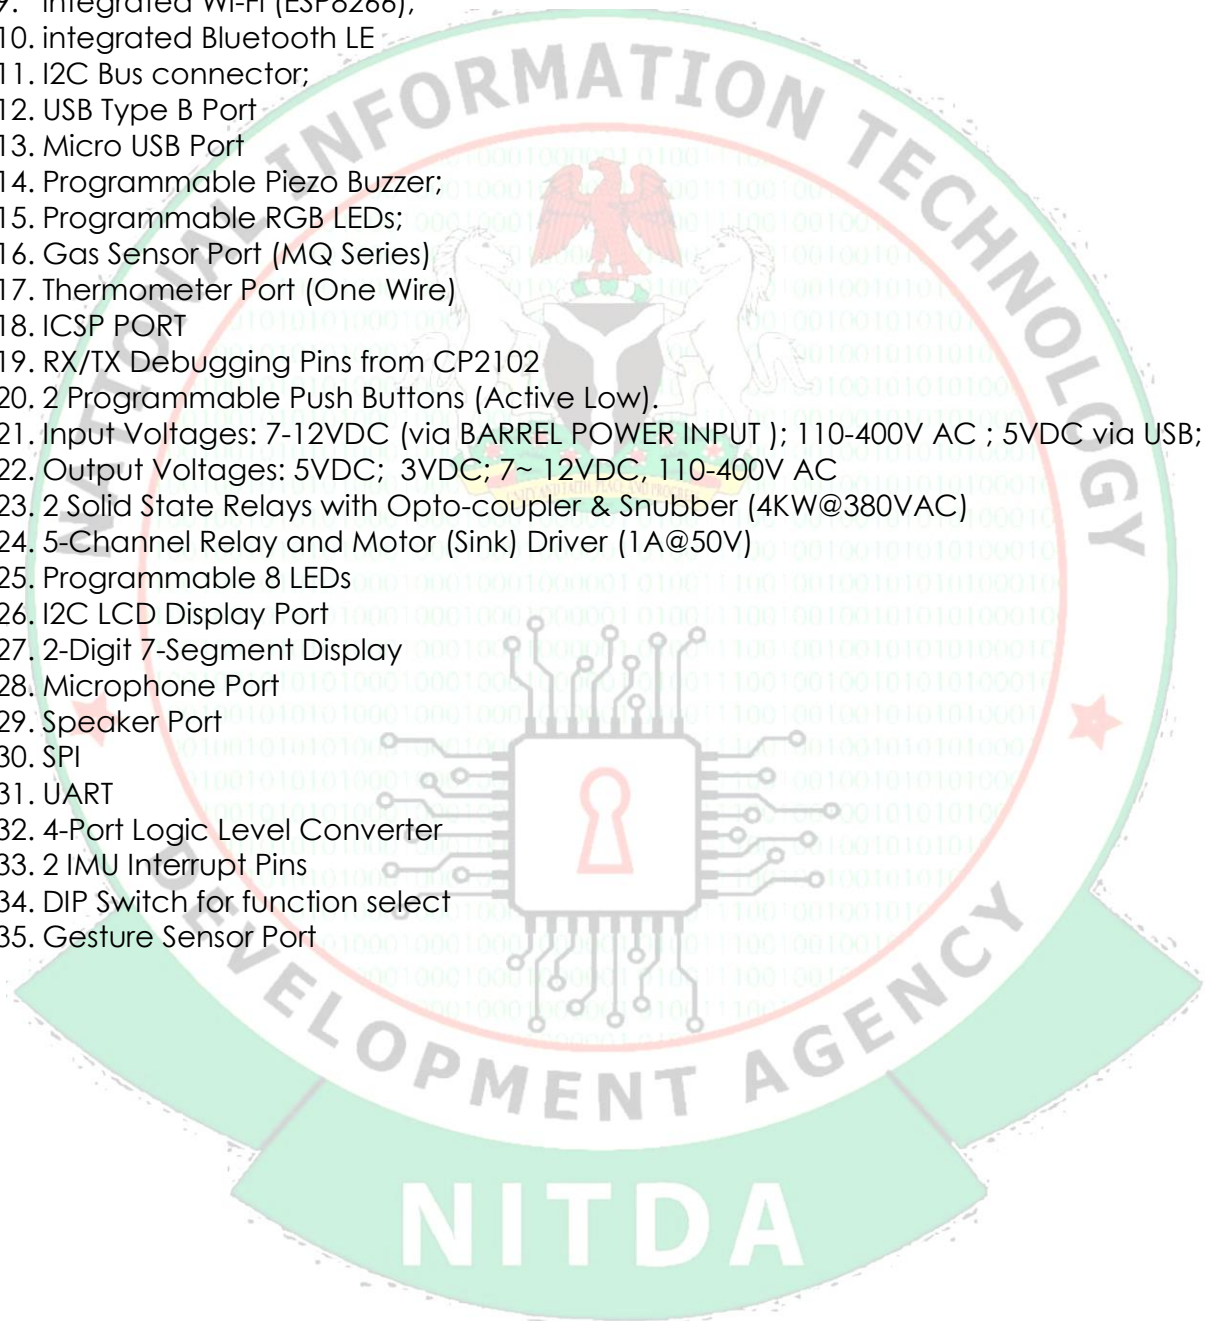 9. Integrated Wi-Fi (ESP8266);
10. integrated Bluetooth LE
11. I2C Bus connector;
12. USB Type B Port
13. Micro USB Port
14. Programmable Piezo Buzzer;
15. Programmable RGB LEDs;
16. Gas Sensor Port (MQ Series)
17. Thermometer Port (One Wire)
18. ICSP PORT
19. RX/TX Debugging Pins from CP2102
20. 2 Programmable Push Buttons (Active Low).
21. Input Voltages: 7-12VDC (via BARREL POWER INPUT ); 110-400V AC ; 5VDC via USB;
22. Output Voltages: 5VDC; 3VDC; 7~ 12VDC, 110-400V AC
23. 2 Solid State Relays with Opto-coupler & Snubber (4KW@380VAC)
24. 5-Channel Relay and Motor (Sink) Driver (1A@50V)
25. Programmable 8 LEDs
26. I2C LCD Display Port
27. 2-Digit 7-Segment Display
28. Microphone Port
29. Speaker Port
30. SPI
31. UART
32. 4-Port Logic Level Converter
33. 2 IMU Interrupt Pins
34. DIP Switch for function select
35. Gesture Sensor Port
NATIONAL INFORMATION TECHNOLOGY
DEVELOPMENT AGENCY
NITDA